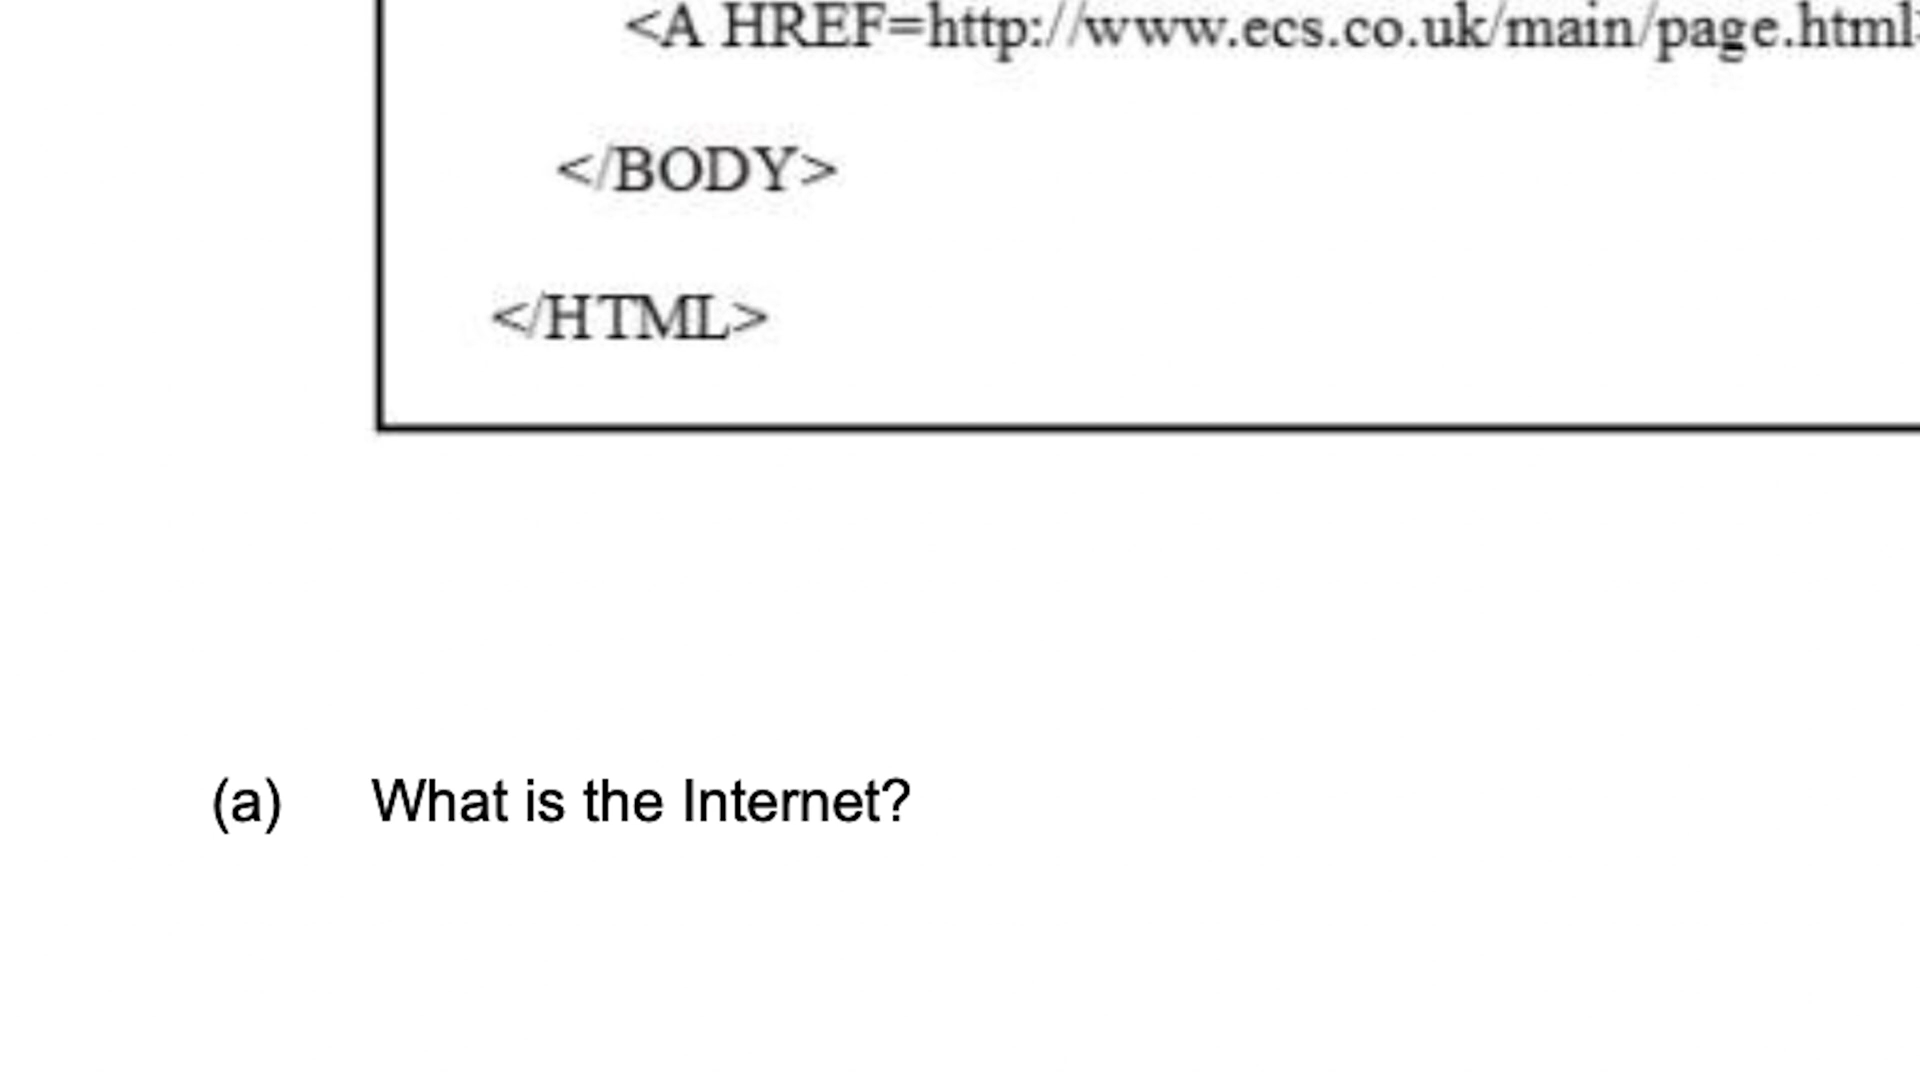 <A HREF=http://www.ecs.co.uk/main/page.html
</BODY>
</HTML>
(a) What is the Internet?